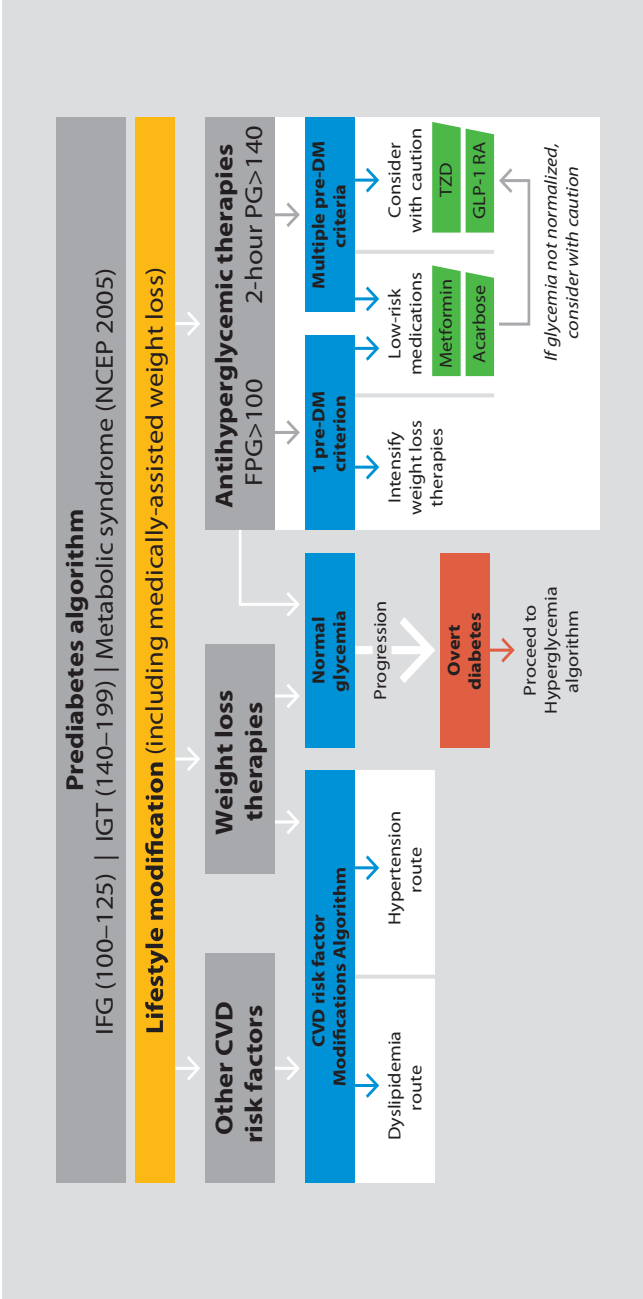 Prediabetes algorithm
IFG (100–125) | IGT (140–199) | Metabolic syndrome (NCEP 2005)
Lifestyle modification (including medically-assisted weight loss)
Other CVD
risk factors
Weight loss
therapies
Antihyperglycemic therapies
FPG>100
2-hour PG>140
CVD risk factor
Modifications Algorithm
Dyslipidemia
route
Hypertension
route
Normal
glycemia
Progression
Overt
diabetes
Proceed to
Hyperglycemia
algorithm
1 pre-DM
criterion
Multiple pre-DM
criteria
Intensify
weight loss
therapies
Low-risk
medications
Metformin
Acarbose
Consider
with caution
TZD
GLP-1 RA
If glycemia not normalized,
consider with caution